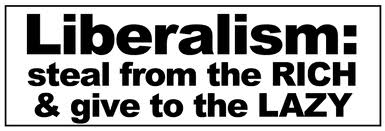 Liberalism:
steal from the RICH
& give to the LAZY